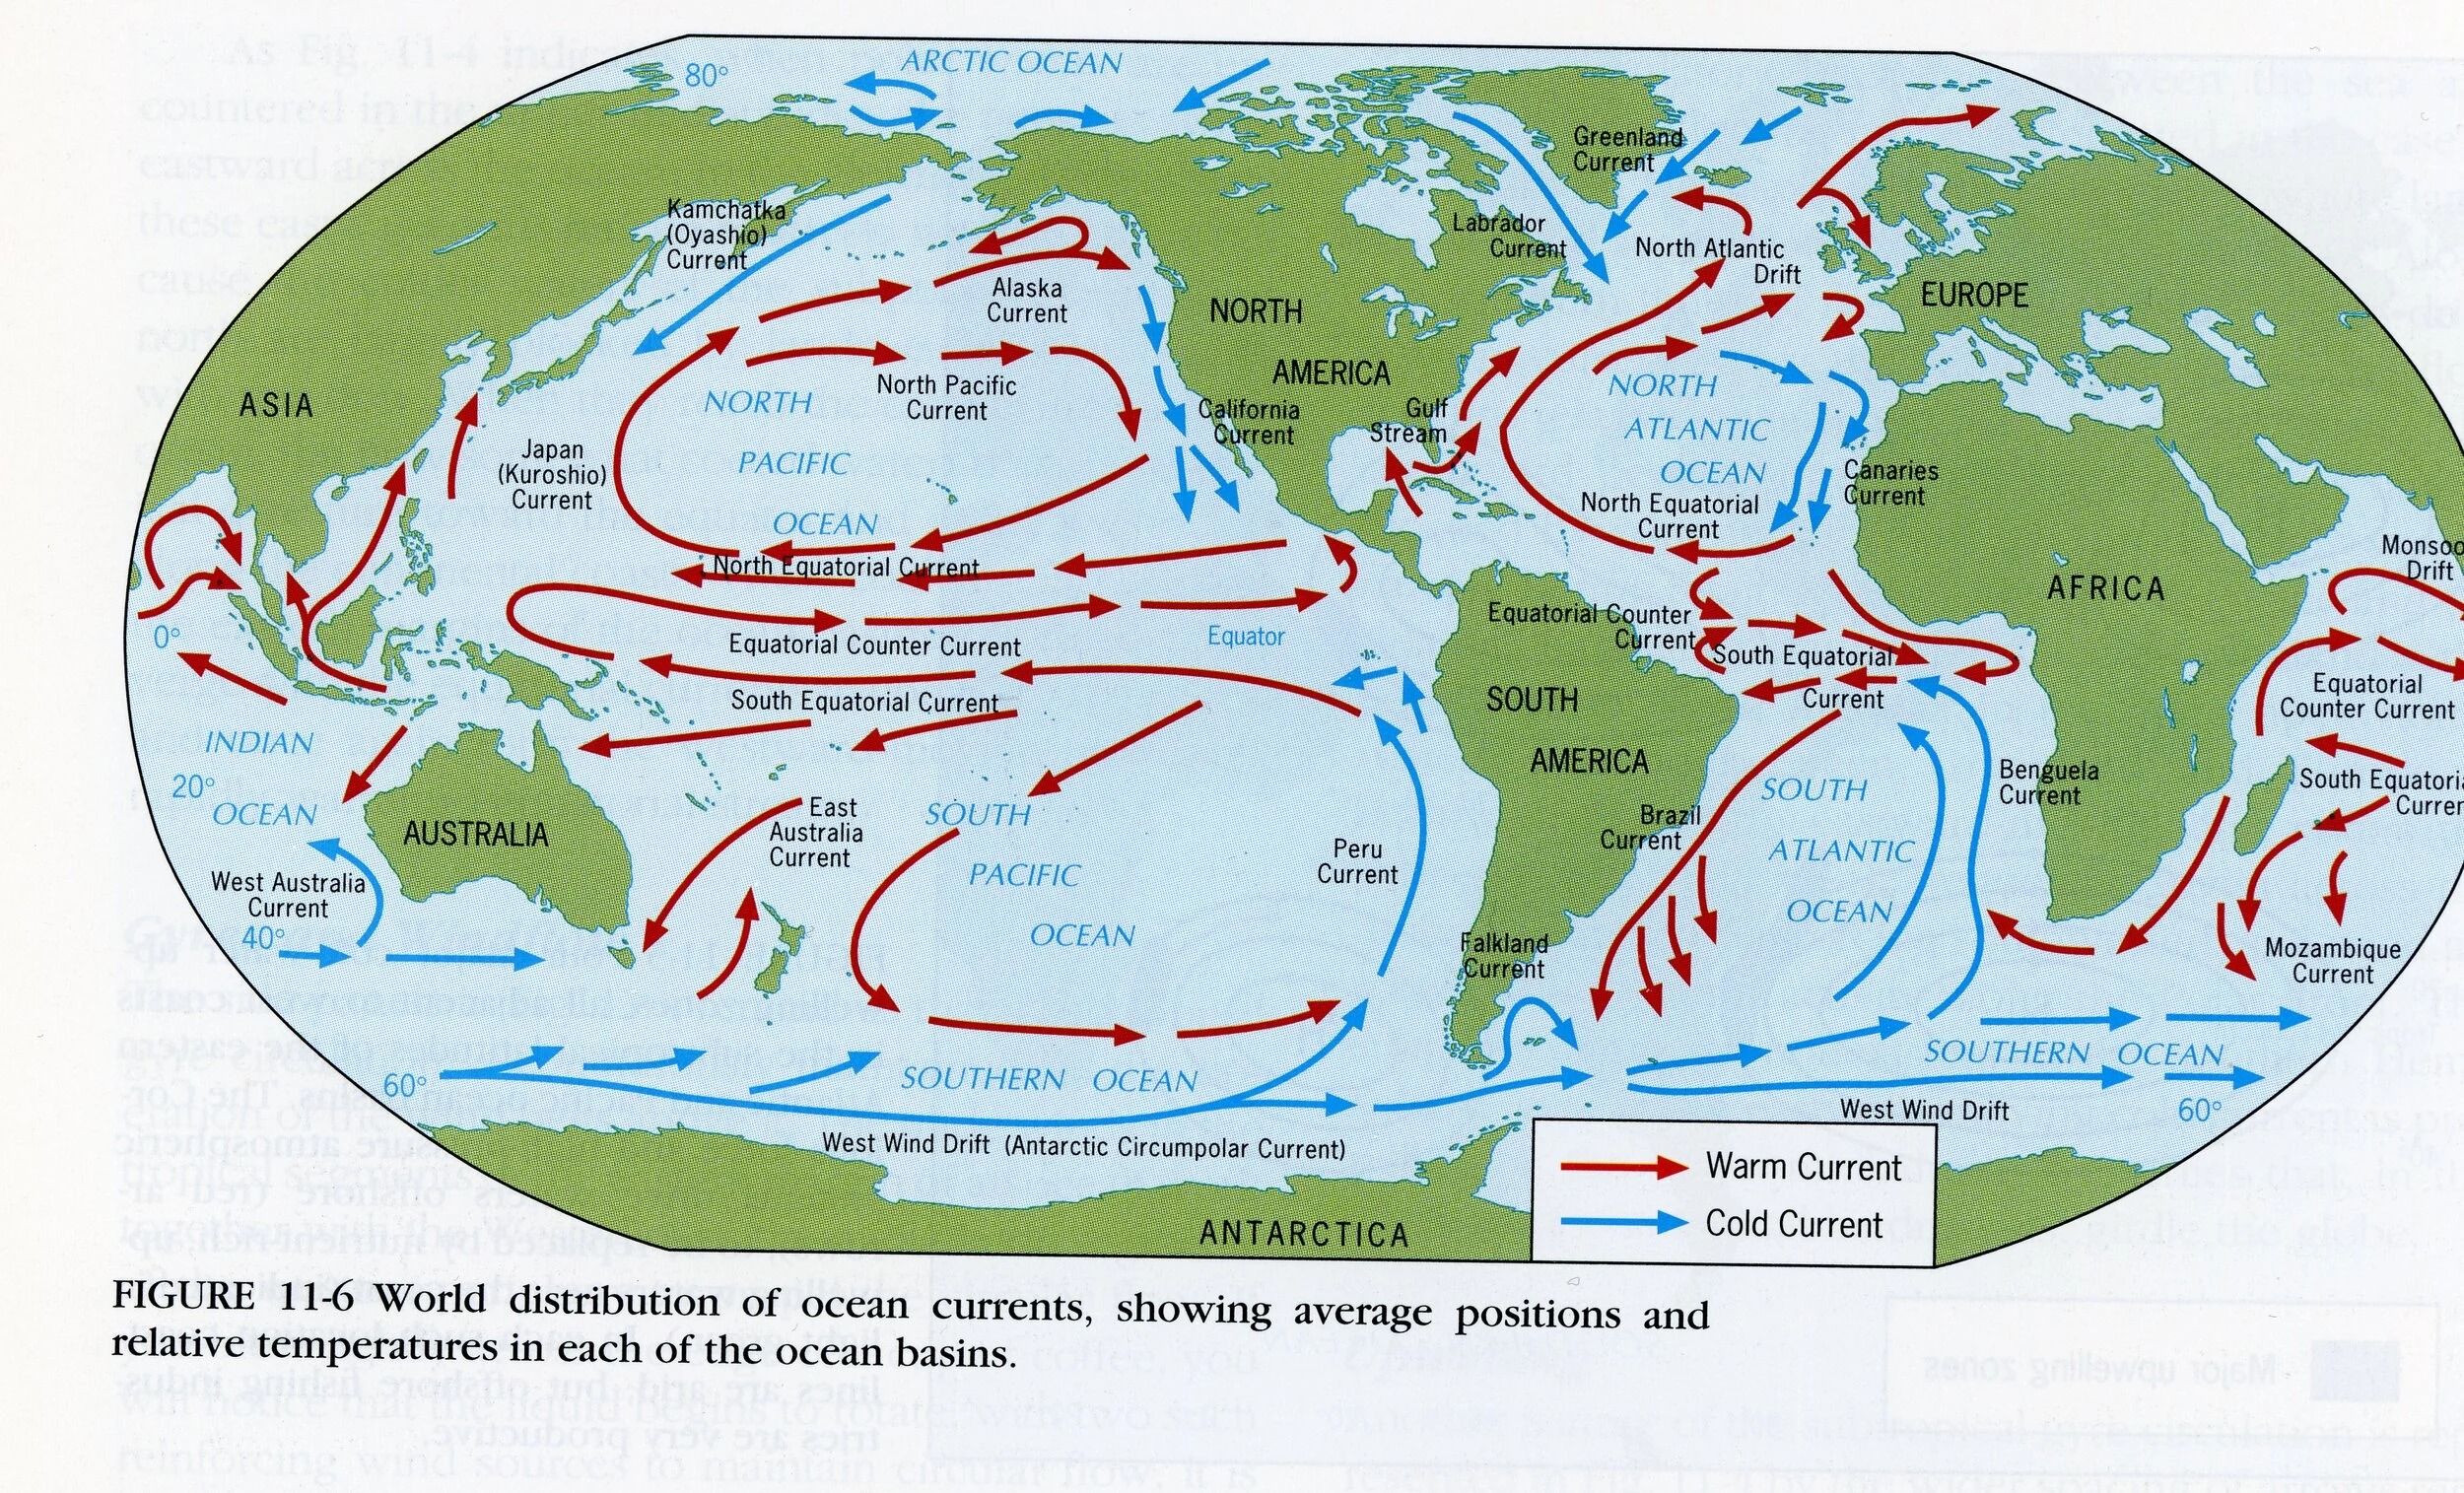 ARCTIC OCEAN
80°
Greenland
Current
Kamchatka
(Oyashio)
Current
Labrador
Current
North Atlantic
Drift
Alaska
Current
NORTH
AMERICA
EUROPE
ASIA
North Pacific
Current
NORTH
PACIFIC
OCEAN
California
Current
Gulf
Stream
NORTH
ATLANTIC
OCEAN
Japan
(Kuroshio)
Current
Canaries
Current
North Equatorial
Current
North Equatorial Current
Monsoo
Drift
AFRICA
0°
Equatorial Counter Current
Equator
Equatorial Counter
Current
South Equatorial
Current
South Equatorial Current
SOUTH
AMERICA
Equatorial
Counter Current
INDIAN
20°
OCEAN
AUSTRALIA
East
Australia
Current
SOUTH
PACIFIC
OCEAN
Peru
Current
Brazil
Current
SOUTH
ATLANTIC
OCEAN
Benguela
Current
South Equatoria
Curren
West Australia
Current
40°
Falkland
Current
Mozambique
Current
60°
SOUTHERN OCEAN
SOUTHERN OCEAN
West Wind Drift
60°
West Wind Drift (Antarctic Circumpolar Current)
ANTARCTICA
Warm Current
Cold Current
FIGURE 11-6 World distribution of ocean currents, showing average positions and
relative temperatures in each of the ocean basins.